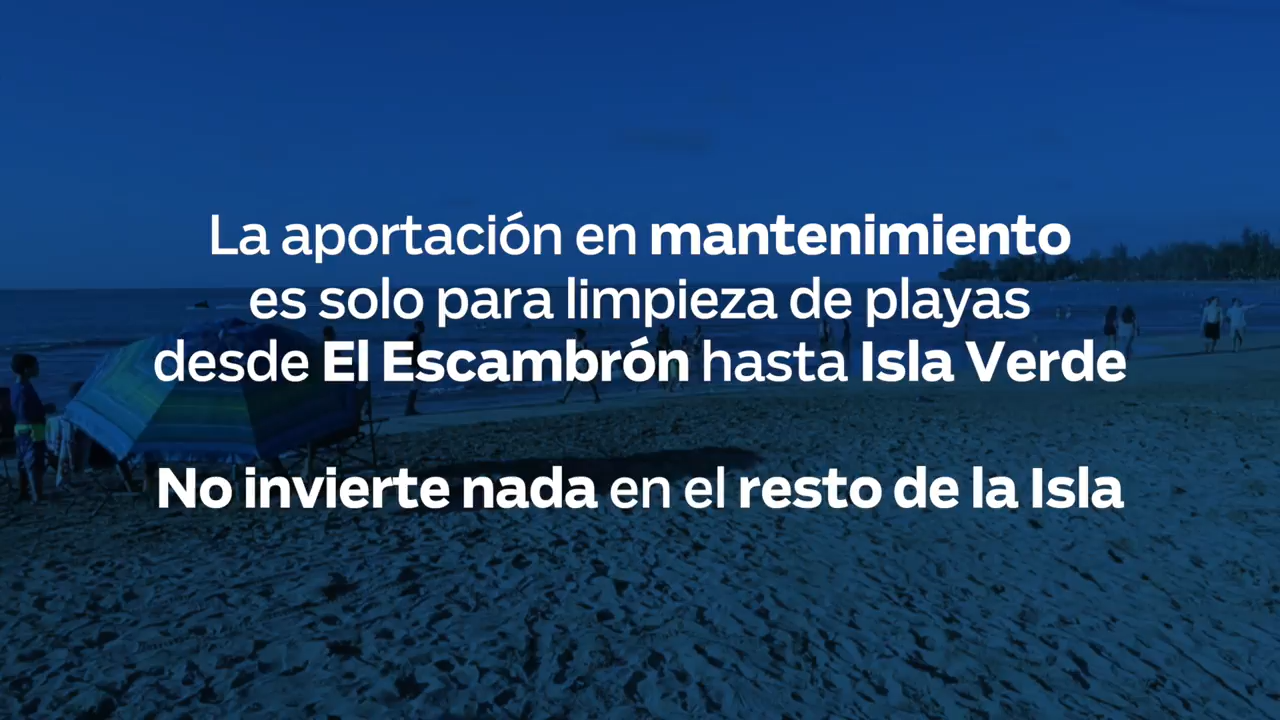 La aportación en mantenimiento
es solo para limpieza de playas
desde El Escambrón hasta Isla Verde
No invierte nada en el resto de la Isla